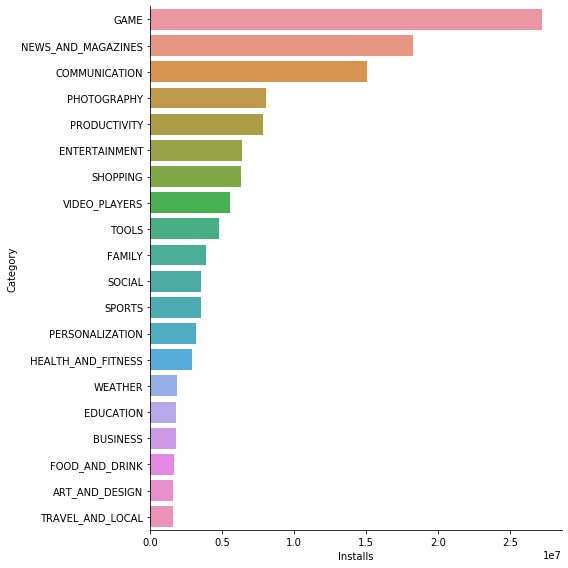 GAME
NEWS_AND_MAGAZINES
COMMUNICATION
PHOTOGRAPHY
PRODUCTIVITY
ENTERTAINMENT
SHOPPING
VIDEO_PLAYERS
TOOLS
FAMILY
SOCIAL
SPORTS
PERSONALIZATION
HEALTH_AND_FITNESS
WEATHER
EDUCATION
BUSINESS
FOOD_AND_DRINK
ART_AND_DESIGN
TRAVEL_AND_LOCAL
Category
0.0 0.5 1.0 1.5 2.0 2.5
Installs
1e7